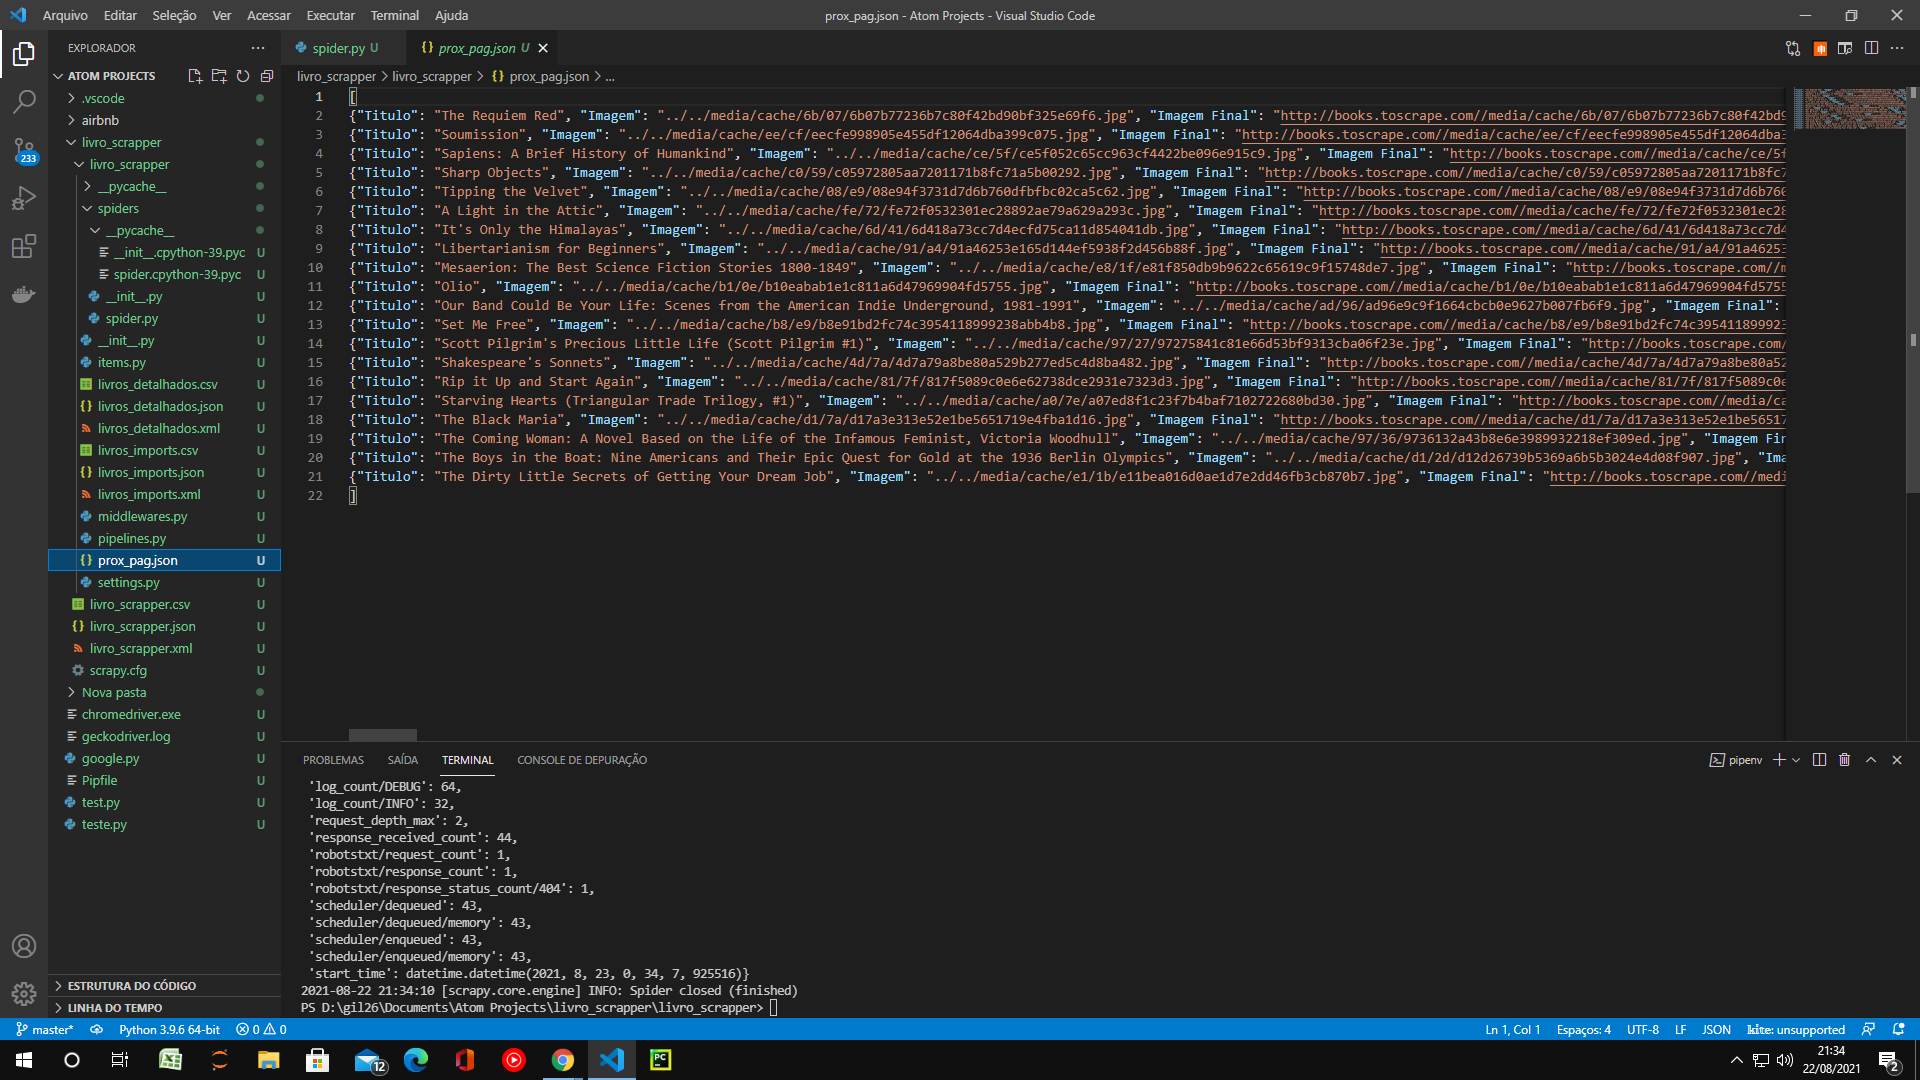 Arquivo Editar Seleção Ver Acessar Executar Terminal Ajuda
prox_pag.json - Atom Projects - Visual Studio Code
EXPLORADOR
ATOM PROJECTS
.vscode
airbnb
livro_scrapper
livro_scrapper
__pycache__
spiders
__pycache__
__init__.cpython-39.pyc U
spider.cpython-39.pyc U
__init__.py U
spider.py U
__init__.py U
items.py U
livros_detalhados.csv U
livros_detalhados.json U
livros_detalhados.xml U
livros_imports.csv U
livros_imports.json U
livros_imports.xml U
middlewares.py U
pipelines.py U
prox_pag.json U
settings.py U
livro_scrapper.csv U
livro_scrapper.json U
livro_scrapper.xml U
scrapy.cfg U
Nova pasta
chromedriver.exe U
geckodriver.log U
google.py U
Pipfile U
test.py U
teste.py U
ESTRUTURA DO CÓDIGO
LINHA DO TEMPO
233
spider.py U
prox_pag.json U
livro_scrapper > livro_scrapper > {} prox_pag.json > ...
1 [
2 {"Titulo": "The Requiem Red", "Imagem": "../../media/cache/6b/07/6b07b77236b7c80f42bd90bf325e69f6.jpg", "Imagem Final": "http://books.toscrape.com//media/cache/6b/07/6b07b77236b7c80f42bd9
3 {"Titulo": "Soumission", "Imagem": "../../media/cache/ee/cf/eecfe998905e455df12064dba399c075.jpg", "Imagem Final": "http://books.toscrape.com//media/cache/ee/cf/eecfe998905e455df12064dba3
4 {"Titulo": "Sapiens: A Brief History of Humankind", "Imagem": "../../media/cache/ce/5f/ce5f052c65cc963cf4422be096e915c9.jpg", "Imagem Final": "http://books.toscrape.com//media/cache/ce/5f
5 {"Titulo": "Sharp Objects", "Imagem": "../../media/cache/c0/59/c05972805aa7201171b8fc71a5b00292.jpg", "Imagem Final": "http://books.toscrape.com//media/cache/c0/59/c05972805aa7201171b8fc7
6 {"Titulo": "Tipping the Velvet", "Imagem": "../../media/cache/08/e9/08e94f3731d7d6b760dfbfbc02ca5c62.jpg", "Imagem Final": "http://books.toscrape.com//media/cache/08/e9/08e94f3731d7d6b760
7 {"Titulo": "A Light in the Attic", "Imagem": "../../media/cache/fe/72/fe72f0532301ec28892ae79a629a293c.jpg", "Imagem Final": "http://books.toscrape.com//media/cache/fe/72/fe72f0532301ec28
8 {"Titulo": "It's Only the Himalayas", "Imagem": "../../media/cache/6d/41/6d418a73cc7d4ecfd75ca11d854041db.jpg", "Imagem Final": "http://books.toscrape.com//media/cache/6d/41/6d418a73cc7d4
9 {"Titulo": "Libertarianism for Beginners", "Imagem": "../../media/cache/91/a4/91a46253e165d144ef5938f2d456b88f.jpg", "Imagem Final": "http://books.toscrape.com//media/cache/91/a4/91a46253
10 {"Titulo": "Mesaerion: The Best Science Fiction Stories 1800-1849", "Imagem": "../../media/cache/e8/1f/e81f850db9b9622c65619c9f15748de7.jpg", "Imagem Final": "http://books.toscrape.com//m
11 {"Titulo": "Olio", "Imagem": "../../media/cache/b1/0e/b10eabab1e1c811a6d47969904fd5755.jpg", "Imagem Final": "http://books.toscrape.com//media/cache/b1/0e/b10eabab1e1c811a6d47969904fd5755
12 {"Titulo": "Our Band Could Be Your Life: Scenes from the American Indie Underground, 1981-1991", "Imagem": "../../media/cache/ad/96/ad96e9c9f1664cbcb0e9627b007fb6f9.jpg", "Imagem Final":
13 {"Titulo": "Set Me Free", "Imagem": "../../media/cache/b8/e9/b8e91bd2fc74c3954118999238abb4b8.jpg", "Imagem Final": "http://books.toscrape.com//media/cache/b8/e9/b8e91bd2fc74c395411899923
14 {"Titulo": "Scott Pilgrim's Precious Little Life (Scott Pilgrim #1)", "Imagem": "../../media/cache/97/27/97275841c81e66d53bf9313cba06f23e.jpg", "Imagem Final": "http://books.toscrape.com/
15 {"Titulo": "Shakespeare's Sonnets", "Imagem": "../../media/cache/4d/7a/4d7a79a8be80a529b277ed5c4d8ba482.jpg", "Imagem Final": "http://books.toscrape.com//media/cache/4d/7a/4d7a79a8be80a52
16 {"Titulo": "Rip it Up and Start Again", "Imagem": "../../media/cache/81/7f/817f5089c0e6e62738dce2931e7323d3.jpg", "Imagem Final": "http://books.toscrape.com//media/cache/81/7f/817f5089c0e
17 {"Titulo": "Starving Hearts (Triangular Trade Trilogy, #1)", "Imagem": "../../media/cache/a0/7e/a07ed8f1c23f7b4baf7102722680bd30.jpg", "Imagem Final": "http://books.toscrape.com//media/ca
18 {"Titulo": "The Black Maria", "Imagem": "../../media/cache/d1/7a/d17a3e313e52e1be5651719e4fba1d16.jpg", "Imagem Final": "http://books.toscrape.com//media/cache/d1/7a/d17a3e313e52e1be56517
19 {"Titulo": "The Coming Woman: A Novel Based on the Life of the Infamous Feminist, Victoria Woodhull", "Imagem": "../../media/cache/97/36/9736132a43b8e6e3989932218ef309ed.jpg", "Imagem Fin
20 {"Titulo": "The Boys in the Boat: Nine Americans and Their Epic Quest for Gold at the 1936 Berlin Olympics", "Imagem": "../../media/cache/d1/2d/d12d26739b5369a6b5b3024e4d08f907.jpg", "Ima
21 {"Titulo": "The Dirty Little Secrets of Getting Your Dream Job", "Imagem": "../../media/cache/e1/1b/e11bea016d0ae1d7e2dd46fb3cb870b7.jpg", "Imagem Final": "http://books.toscrape.com//medi
22 ]
PROBLEMAS SAÍDA TERMINAL CONSOLE DE DEPURAÇÃO
pipenv
'log_count/DEBUG': 64,
'log_count/INFO': 32,
'request_depth_max': 2,
'response_received_count': 44,
'robotstxt/request_count': 1,
'robotstxt/response_count': 1,
'robotstxt/response_status_count/404': 1,
'scheduler/dequeued': 43,
'scheduler/dequeued/memory': 43,
'scheduler/enqueued': 43,
'scheduler/enqueued/memory': 43,
'start_time': datetime.datetime(2021, 8, 23, 0, 34, 7, 925516)}
2021-08-22 21:34:10 [scrapy.core.engine] INFO: Spider closed (finished)
PS D:\gil26\Documents\Atom Projects\livro_scrapper\livro_scrapper>
master* Python 3.9.6 64-bit 0 0
Ln 1, Col 1 Espaços: 4 UTF-8 LF JSON kite: unsupported
12
PC
21:34
22/08/2021
2